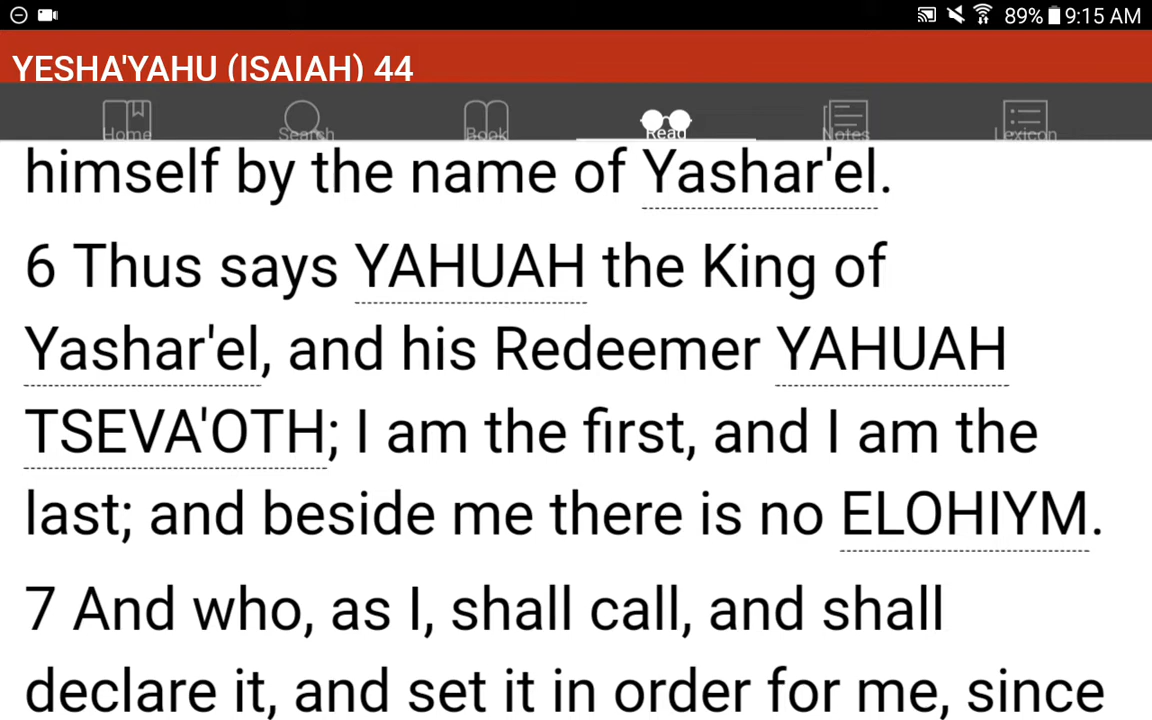 89% 9:15 AM
YESHA'YAHU (ISAIAH) 44
Home Search Book Read Notes Lexicon
himself by the name of Yashar'el.
6 Thus says YAHUAH the King of
Yashar'el, and his Redeemer YAHUAH
TSEVA'OTH; I am the first, and I am the
last; and beside me there is no ELOHIYM.
7 And who, as I, shall call, and shall
declare it, and set it in order for me, since